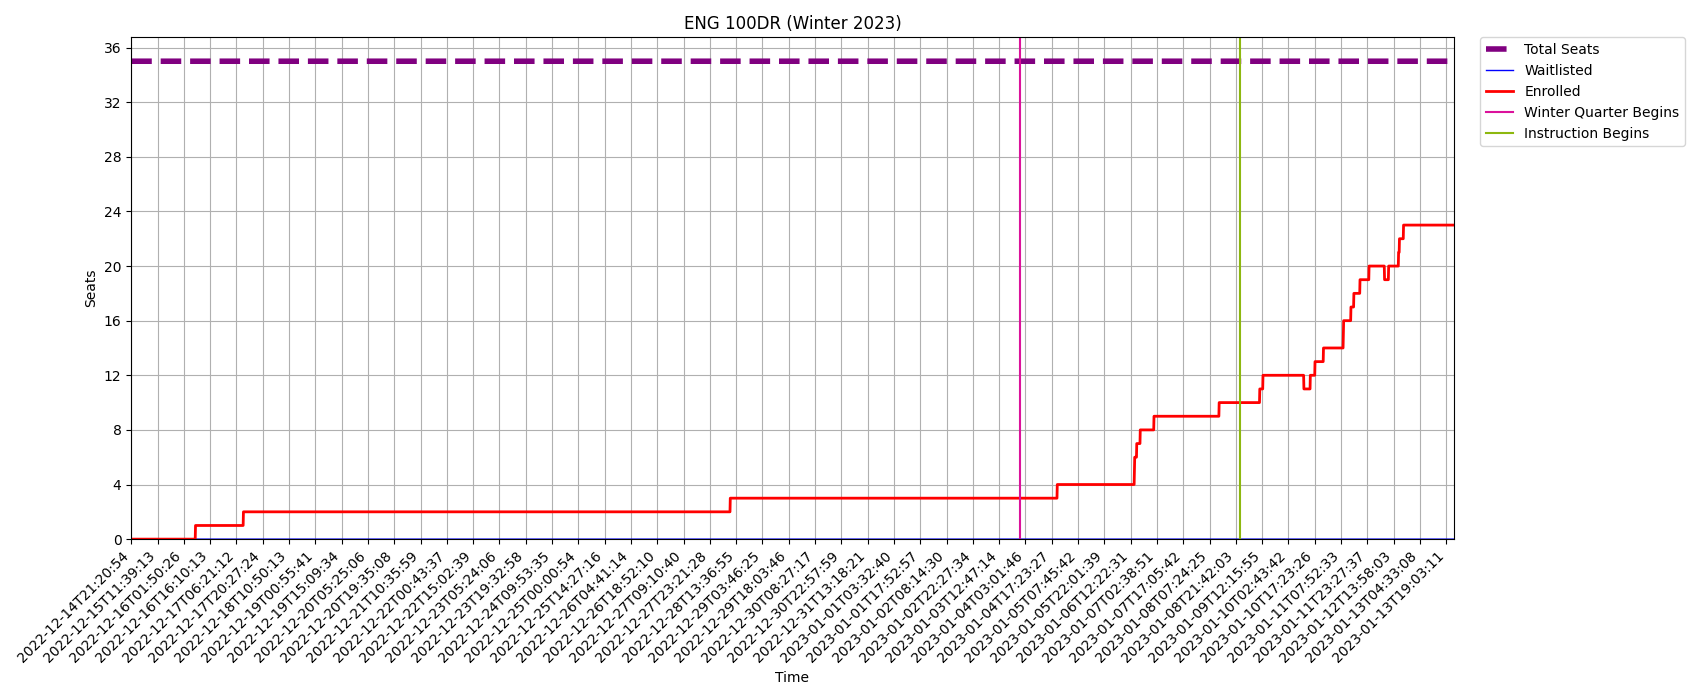 ENG 100DR (Winter 2023)
Total Seats
Waitlisted
Enrolled
Winter Quarter Begins
Instruction Begins
Seats
36
32
28
24
20
16
12
8
4
0
2022-12-14T21:20:54
2022-12-15T11:39:13
2022-12-16T01:50:26
2022-12-16T16:10:13
2022-12-17T06:21:12
2022-12-17T20:27:24
2022-12-18T10:50:13
2022-12-19T00:55:41
2022-12-19T15:09:34
2022-12-20T05:25:06
2022-12-20T19:35:08
2022-12-21T10:35:59
2022-12-22T00:43:37
2022-12-22T15:02:39
2022-12-23T05:24:06
2022-12-23T19:32:58
2022-12-24T09:53:35
2022-12-25T00:00:54
2022-12-25T14:27:16
2022-12-26T04:41:14
2022-12-26T18:52:10
2022-12-27T09:10:40
2022-12-27T23:21:28
2022-12-28T13:36:55
2022-12-29T03:46:25
2022-12-29T18:03:46
2022-12-30T08:27:17
2022-12-30T22:57:59
2022-12-31T13:18:21
2023-01-01T03:32:40
2023-01-01T17:52:57
2023-01-02T08:14:30
2023-01-02T22:27:34
2023-01-03T12:47:14
2023-01-04T03:01:46
2023-01-04T17:23:27
2023-01-05T07:45:42
2023-01-05T22:01:39
2023-01-06T12:22:31
2023-01-07T02:38:51
2023-01-07T17:05:42
2023-01-08T07:24:25
2023-01-08T21:42:03
2023-01-09T12:15:55
2023-01-10T02:43:42
2023-01-10T17:23:26
2023-01-11T07:52:33
2023-01-11T23:27:37
2023-01-12T13:58:03
2023-01-13T04:33:08
2023-01-13T19:03:11
Time